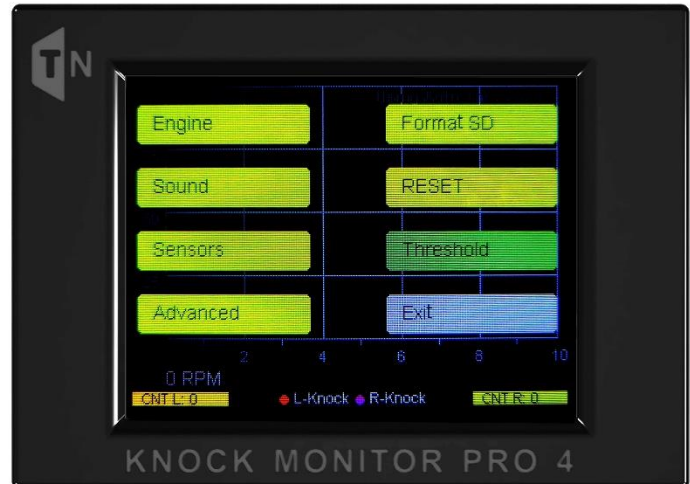 TN
Engine
Format SD
Sound
RESET
Sensors
Threshold
Advanced
Exit
2 4 6 8 10
0 RPM
CNT L: 0
L-Knock
R-Knock
CNT R: 0
KNOCK MONITOR PRO 4